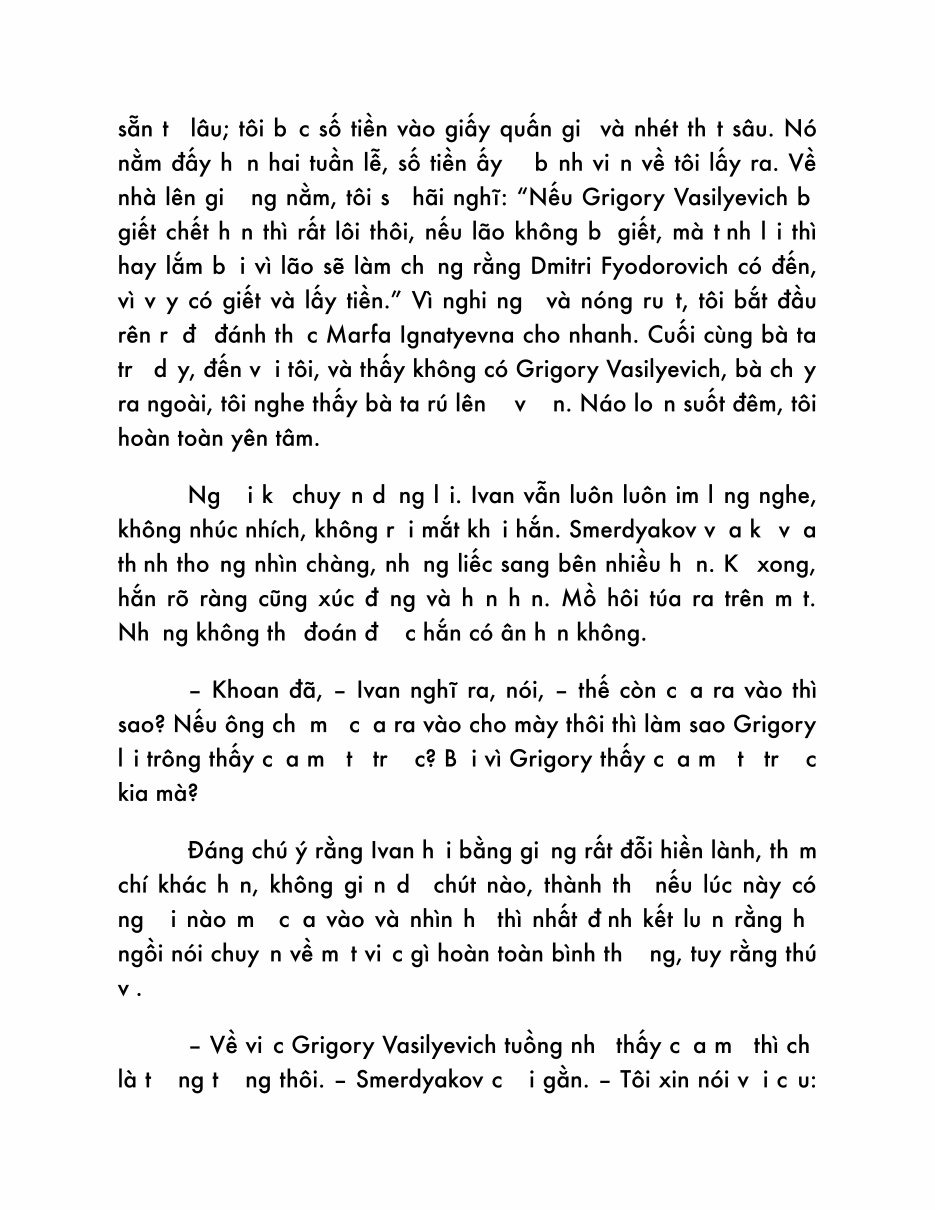 sẵn t lâu; tôi b c số tiền vào giấy quấn gi và nhét th t sâu. Nó
nằm đấy h n hai tuần lễ, số tiền ấy b nh vi n về tôi lấy ra. Về
nhà lên gi ng nằm, tôi s hãi nghĩ: “Nếu Grigory Vasilyevich b
giết chết h n thì rất lôi thôi, nếu lão không b giết, mà t nh l i thì
hay lắm b i vì lão sẽ làm ch ng rằng Dmitri Fyodorovich có đến,
vì v y có giết và lấy tiền.” Vì nghi ng và nóng ru t, tôi bắt đầu
rên r đ đánh th c Marfa Ignatyevna cho nhanh. Cuối cùng bà ta
tr d y, đến v i tôi, và thấy không có Grigory Vasilyevich, bà ch y
ra ngoài, tôi nghe thấy bà ta rú lên v n. Náo lo n suốt đêm, tôi
hoàn toàn yên tâm.
Ng i k chuy n d ng l i. Ivan vẫn luôn luôn im l ng nghe,
không nhúc nhích, không r i mắt kh i hắn. Smerdyakov v a k v a
th nh tho ng nhìn chàng, nh ng liếc sang bên nhiều h n. K xong,
hắn rõ ràng cũng xúc đ ng và h n h n. Mồ hôi túa ra trên m t.
Nh ng không th đoán đ c hắn có ân h n không.
– Khoan đã, – Ivan nghĩ ra, nói, – thế còn c a ra vào thì
sao? Nếu ông ch m c a ra vào cho mày thôi thì làm sao Grigory
l i trông thấy c a m t tr c? B i vì Grigory thấy c a m t tr c
kia mà?
Đáng chú ý rằng Ivan h i bằng gi ng rất đỗi hiền lành, th m
chí khác h n, không gi n d chút nào, thành th nếu lúc này có
ng i nào m c a vào và nhìn h thì nhất đ nh kết lu n rằng h
ngồi nói chuy n về m t vi c gì hoàn toàn bình th ng, tuy rằng thú
v .
– Về vi c Grigory Vasilyevich tuồng nh thấy c a m thì ch
là t ng t ng thôi. – Smerdyakov c i gằn. – Tôi xin nói v i c u: